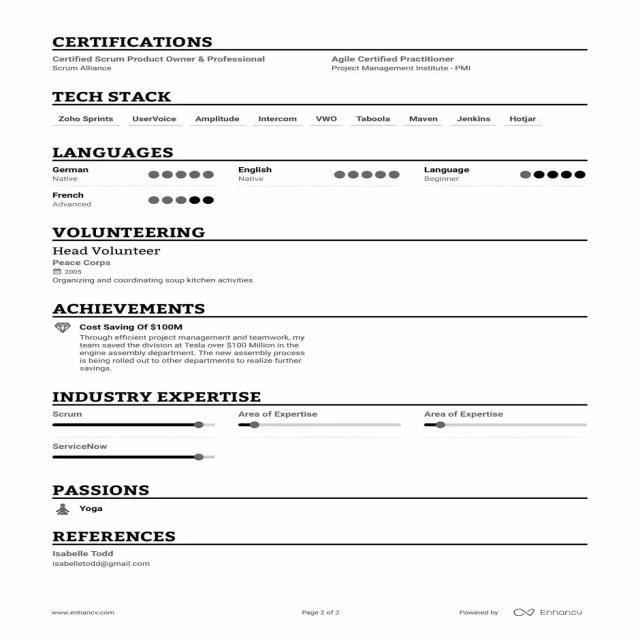 CERTIFICATIONS
Certified Scrum Product Owner & Professional
Scrum Alliance
Agile Certified Practitioner
Project Management Institute - PMI
TECH STACK
Zoho Sprints UserVoice Amplitude Intercom VWO Taboola Maven Jenkins Hotjar
LANGUAGES
German
Native
English
Native
Language
Beginner
French
Advanced
VOLUNTEERING
Head Volunteer
Peace Corps
2005
Organizing and coordinating soup kitchen activities
ACHIEVEMENTS
Cost Saving Of $100M
Through efficient project management and teamwork, my
team saved the division at Tesla over $100 Million in the
engine assembly department. The new assembly process
is being rolled out to other departments to realize further
savings.
INDUSTRY EXPERTISE
Scrum
Area of Expertise
Area of Expertise
ServiceNow
PASSIONS
Yoga
REFERENCES
Isabelle Todd
isabelletodd@gmail.com
www.enhancv.com Page 2 of 2 Powered by Enhancv